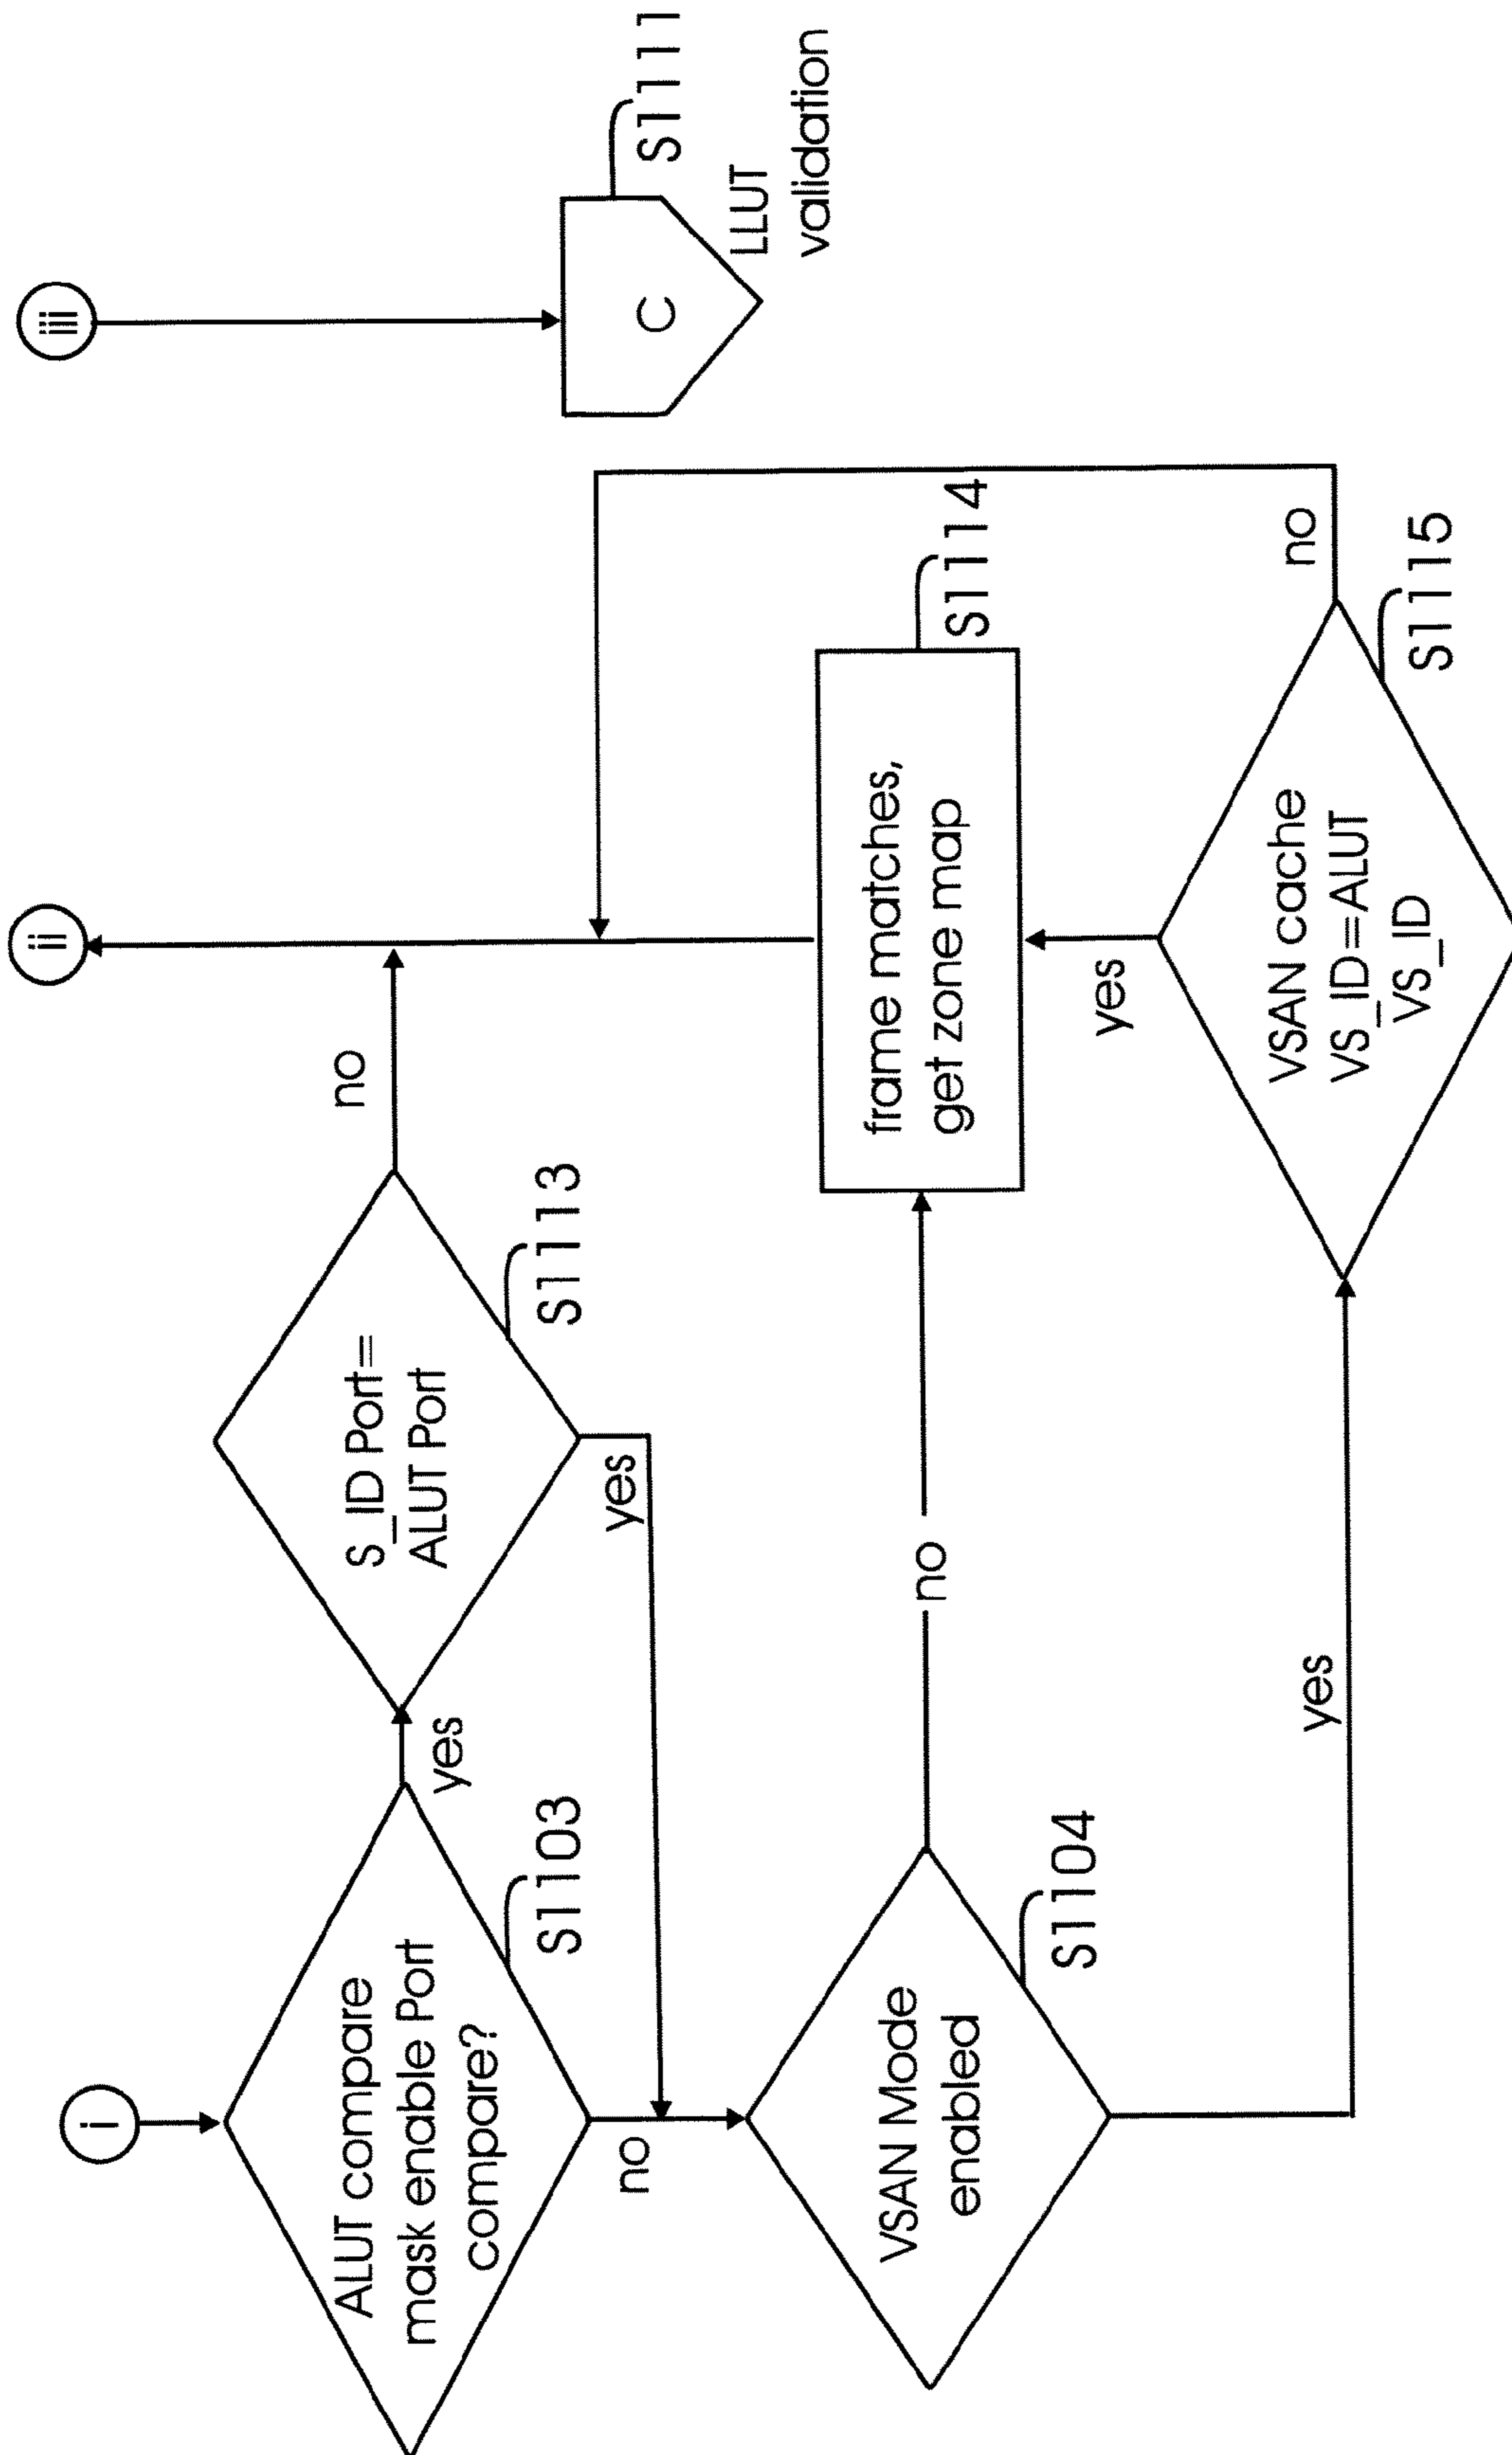 i
ALUT compare
mask enable Port
compare?
S1103
yes
no
S_ID Port=
ALUT Port
S1113
no
yes
ii
iii
C
S1111
LLUT
validation
VSAN Mode
enabled
S1104
no
yes
frame matches,
get zone map
S1114
VSAN cache
VS_ID=ALUT
VS_ID
S1115
yes
no